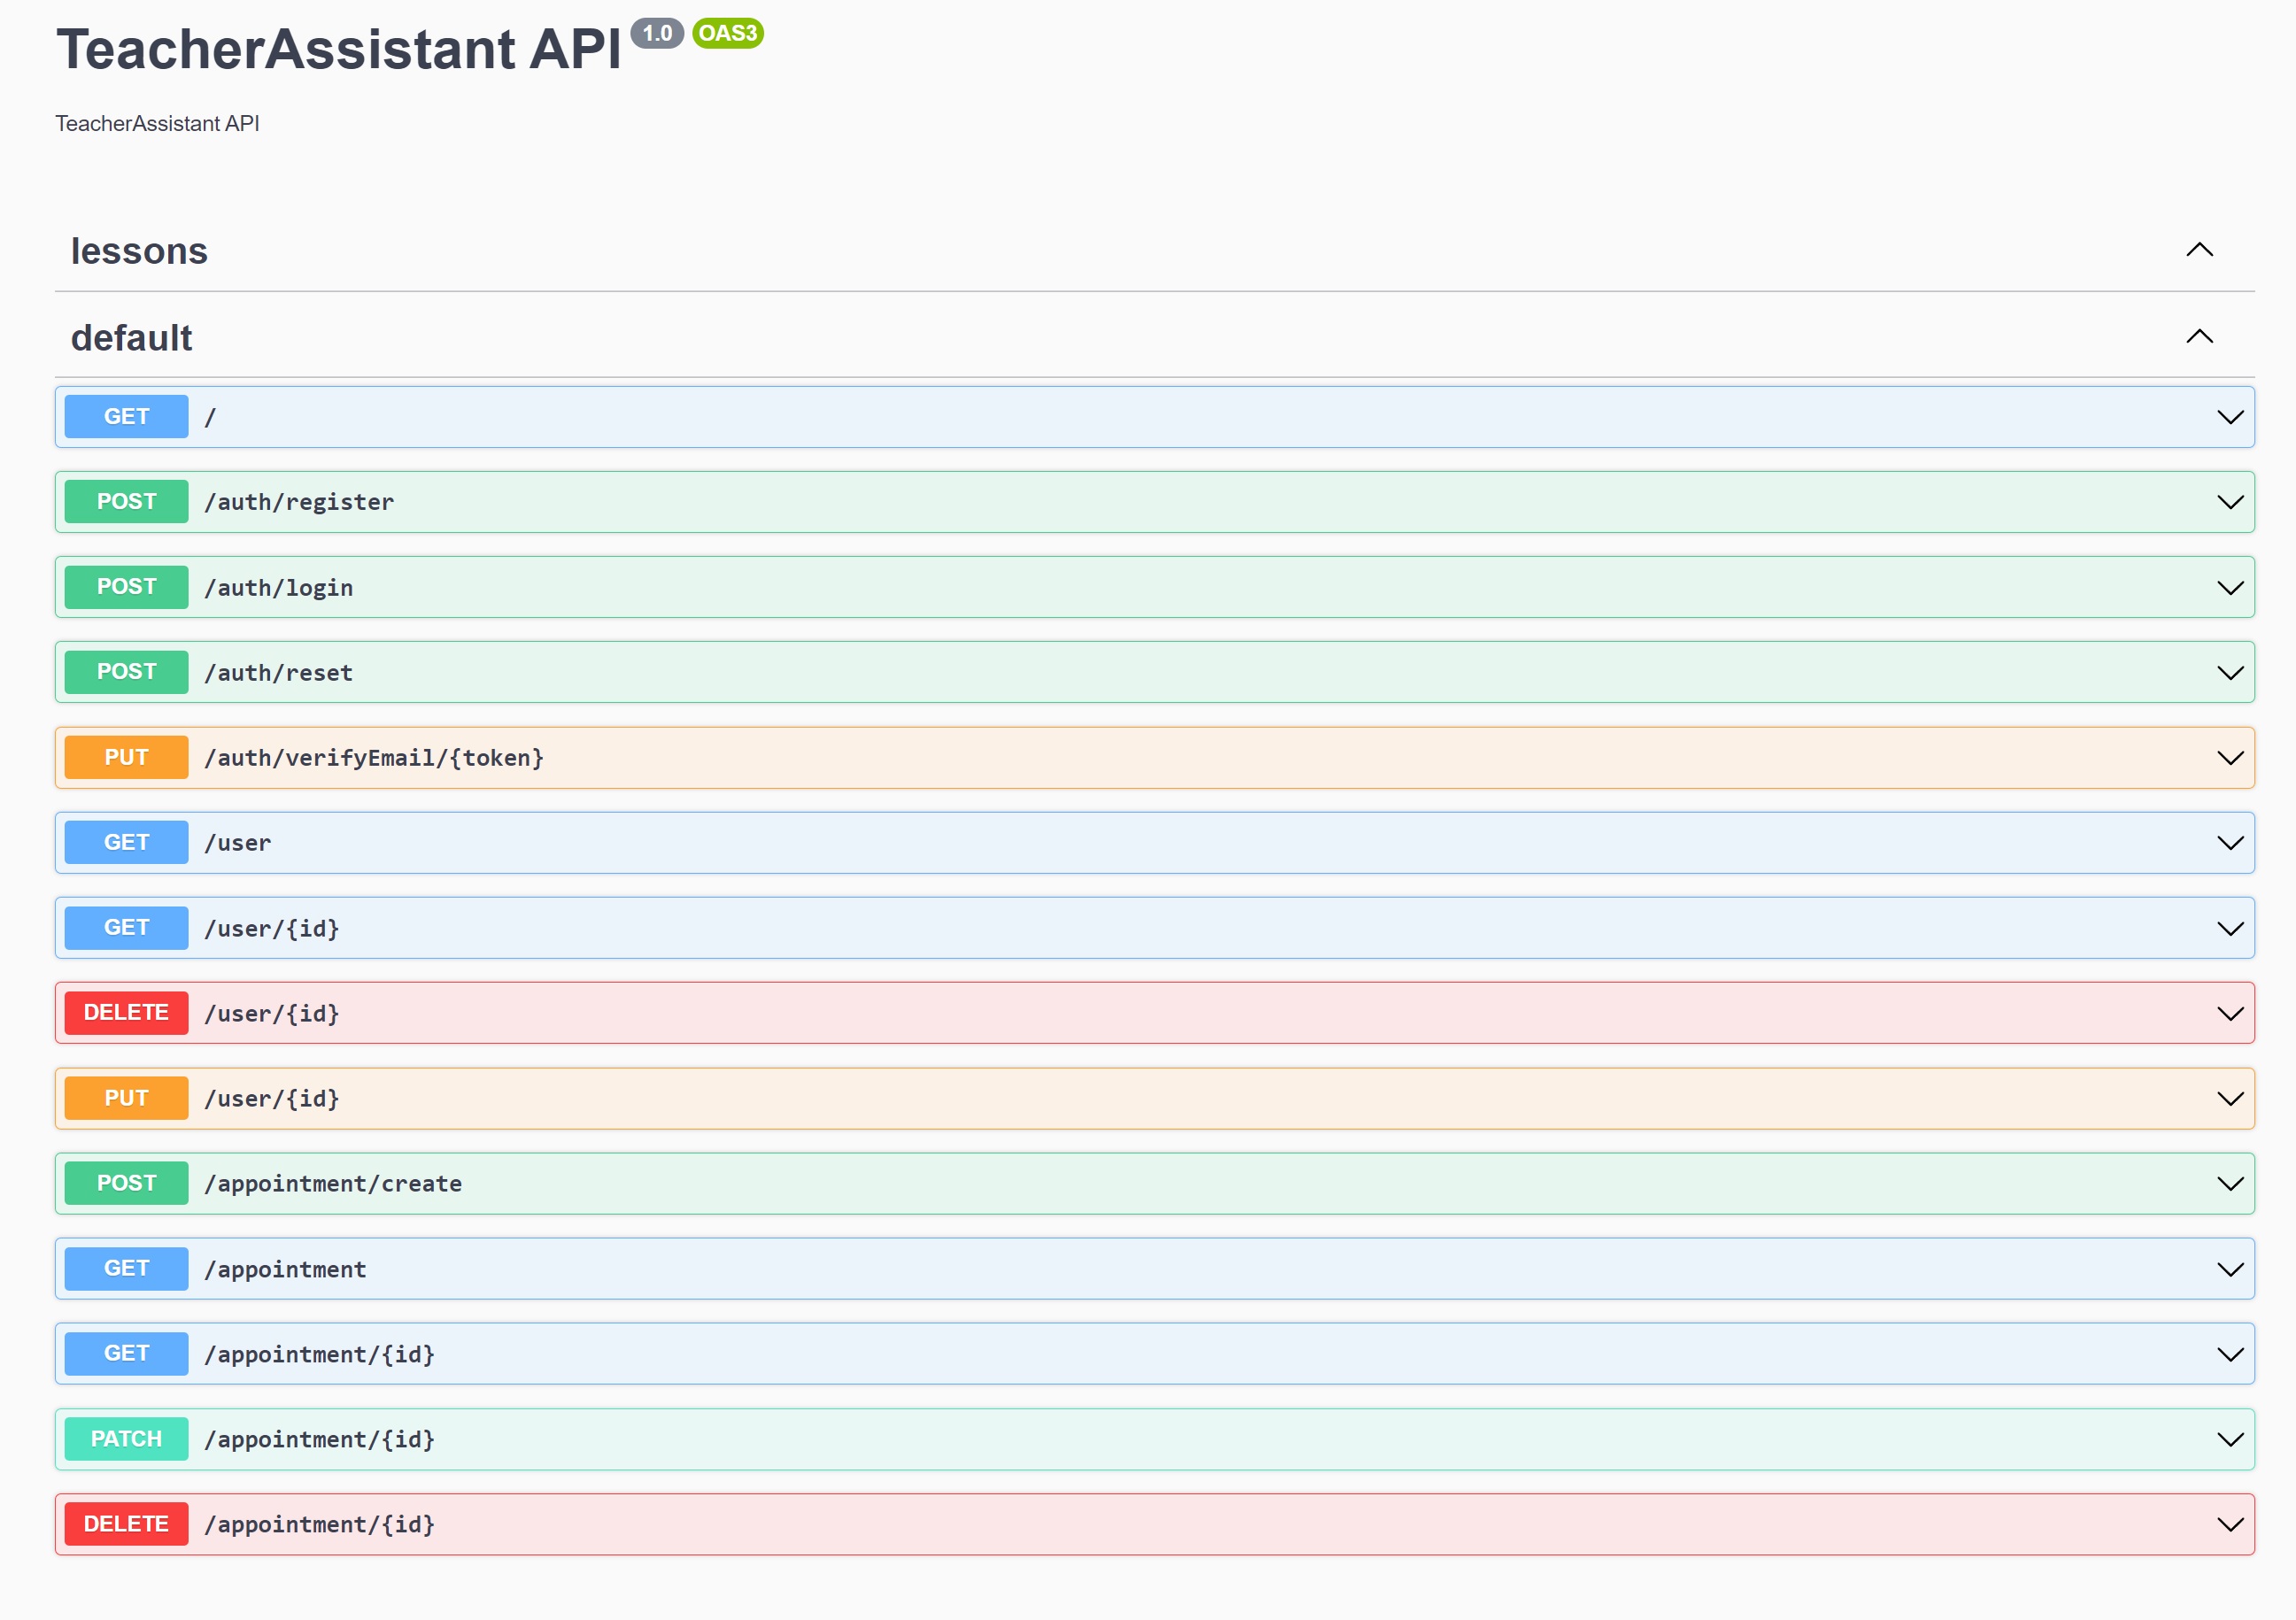 TeacherAssistant API 1.0 OAS3
TeacherAssistant API
lessons
default
GET /
POST /auth/register
POST /auth/login
POST /auth/reset
PUT /auth/verifyEmail/{token}
GET /user
GET /user/{id}
DELETE /user/{id}
PUT /user/{id}
POST /appointment/create
GET /appointment
GET /appointment/{id}
PATCH /appointment/{id}
DELETE /appointment/{id}